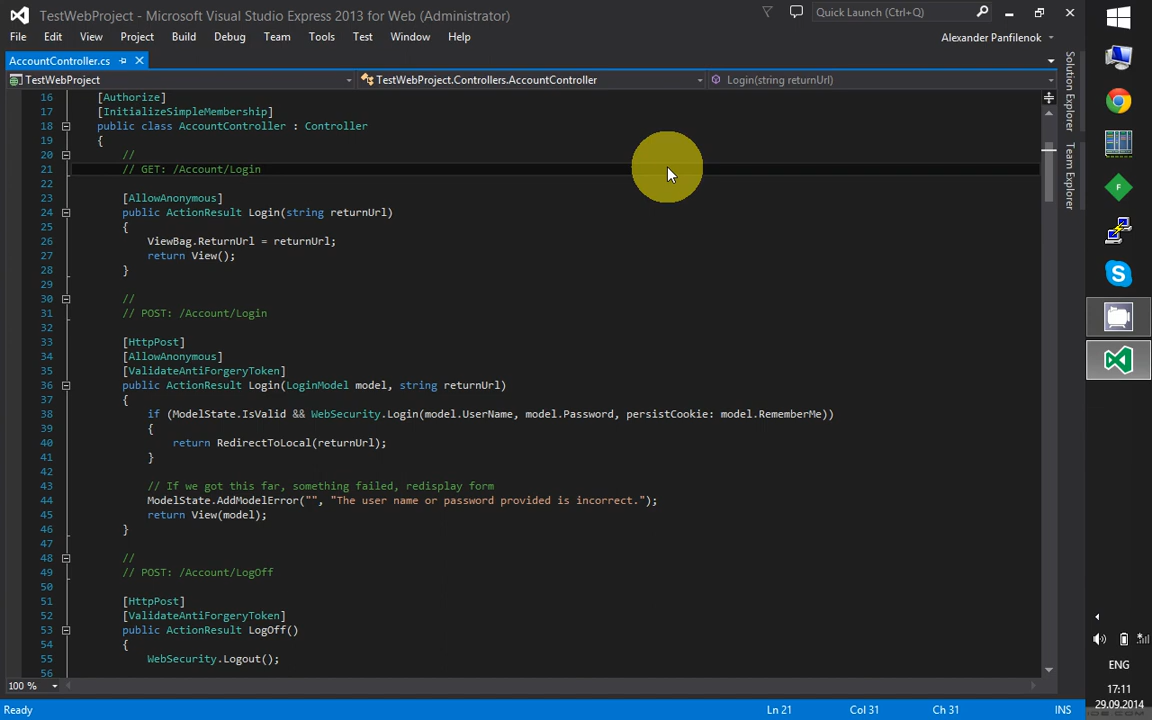 TestWebProject - Microsoft Visual Studio Express 2013 for Web (Administrator)
Quick Launch (Ctrl+Q)
File Edit View Project Build Debug Team Tools Test Window Help
Alexander Panfilenok
AccountController.cs
TestWebProject
TestWebProject.Controllers.AccountController
Login(string returnUrl)
16 [Authorize]
17 [InitializeSimpleMembership]
18 public class AccountController : Controller
19 {
20 //
21 // GET: /Account/Login
22
23 [AllowAnonymous]
24 public ActionResult Login(string returnUrl)
25 {
26 ViewBag.ReturnUrl = returnUrl;
27 return View();
28 }
29
30 //
31 // POST: /Account/Login
32
33 [HttpPost]
34 [AllowAnonymous]
35 [ValidateAntiForgeryToken]
36 public ActionResult Login(LoginModel model, string returnUrl)
37 {
38 if (ModelState.IsValid && WebSecurity.Login(model.UserName, model.Password, persistCookie: model.RememberMe))
39 {
40 return RedirectToLocal(returnUrl);
41 }
42
43 // If we got this far, something failed, redisplay form
44 ModelState.AddModelError("", "The user name or password provided is incorrect.");
45 return View(model);
46 }
47
48 //
49 // POST: /Account/LogOff
50
51 [HttpPost]
52 [ValidateAntiForgeryToken]
53 public ActionResult LogOff()
54 {
55 WebSecurity.Logout();
56
100 %
Ready
Ln 21
Col 31
Ch 31
INS
Solution Explorer
Team Explorer
F
ENG
17:11
29.09.2014